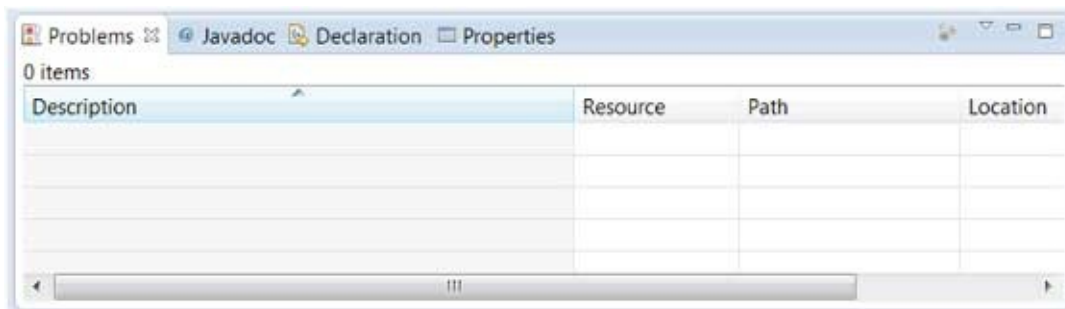 Problems Javadoc Declaration Properties
0 items
Description Resource Path Location